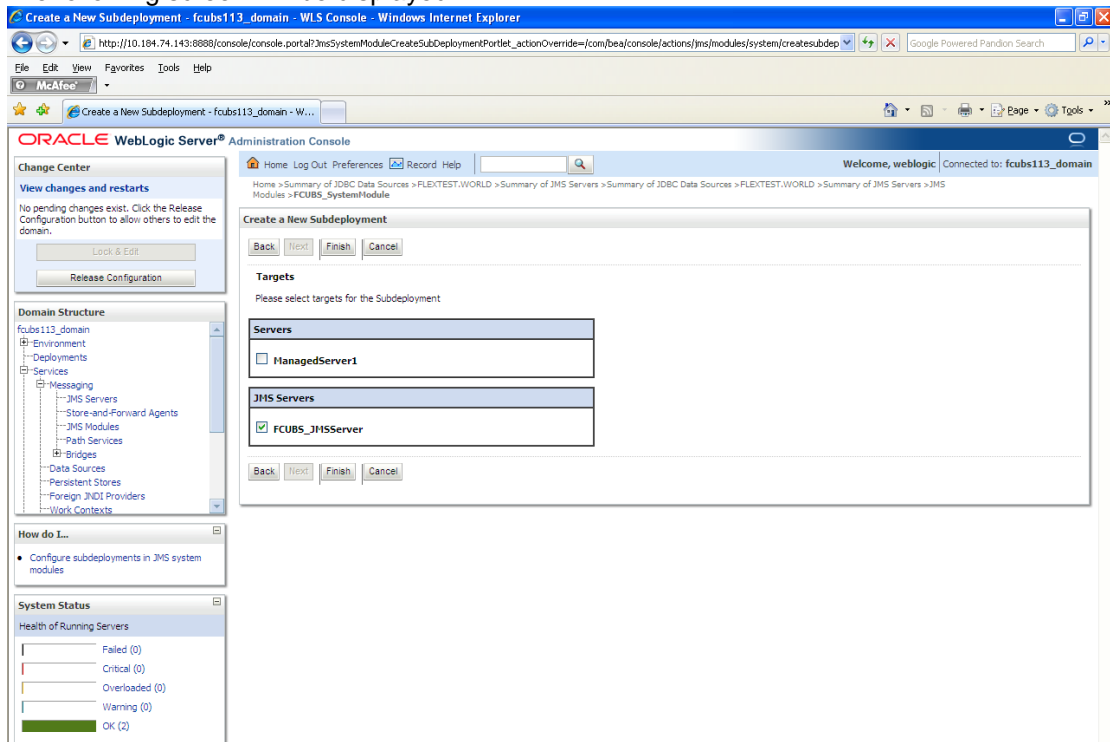 Create a New Subdeployment - fcubs113_domain - WLS Console - Windows Internet Explorer
http://10.184.74.143:8888/console/console.portal?JmsSystemModuleCreateSubDeploymentPortlet_actionOverride=/com/bea/console/actions/jms/modules/system/createsubdep
Google Powered Pandion Search
File Edit View Favorites Tools Help
McAfee
Create a New Subdeployment - fcubs113_domain - W...
Page Tools
ORACLE WebLogic Server® Administration Console
Change Center
View changes and restarts
No pending changes exist. Click the Release
Configuration button to allow others to edit the
domain.
Lock & Edit
Release Configuration
Domain Structure
fcubs113_domain
Environment
Deployments
Services
Messaging
JMS Servers
Store-and-Forward Agents
JMS Modules
Path Services
Bridges
Data Sources
Persistent Stores
Foreign JNDI Providers
Work Contexts
How do I...
Configure subdeployments in JMS system
modules
System Status
Health of Running Servers
Failed (0)
Critical (0)
Overloaded (0)
Warning (0)
OK (2)
Home Log Out Preferences Record Help
Welcome, weblogic Connected to: fcubs113_domain
Home >Summary of JDBC Data Sources >FLEXTEST.WORLD >Summary of JMS Servers >Summary of JDBC Data Sources >FLEXTEST.WORLD >Summary of JMS Servers >JMS
Modules >FCUBS_SystemModule
Create a New Subdeployment
Back Next Finish Cancel
Targets
Please select targets for the Subdeployment
Servers
ManagedServer1
JMS Servers
FCUBS_JMSServer
Back Next Finish Cancel